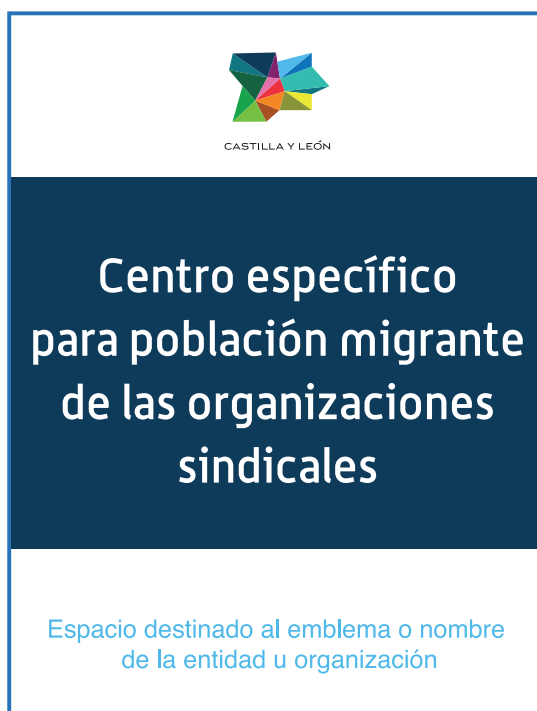 CASTILLA Y LEÓN
Centro específico
para población migrante
de las organizaciones
sindicales
Espacio destinado al emblema o nombre
de la entidad u organización